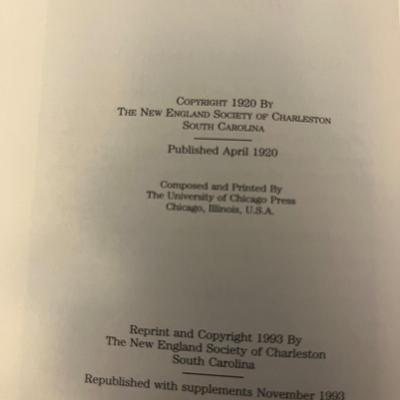 COPYRIGHT 1920 BY
THE NEW ENGLAND SOCIETY OF CHARLESTON
SOUTH CAROLINA
Published April 1920
Composed and Printed By
The University of Chicago Press
Chicago, Illinois, U.S.A.
Reprint and Copyright 1993 By
The New England Society of Charleston
South Carolina
Republished with supplements November 1993